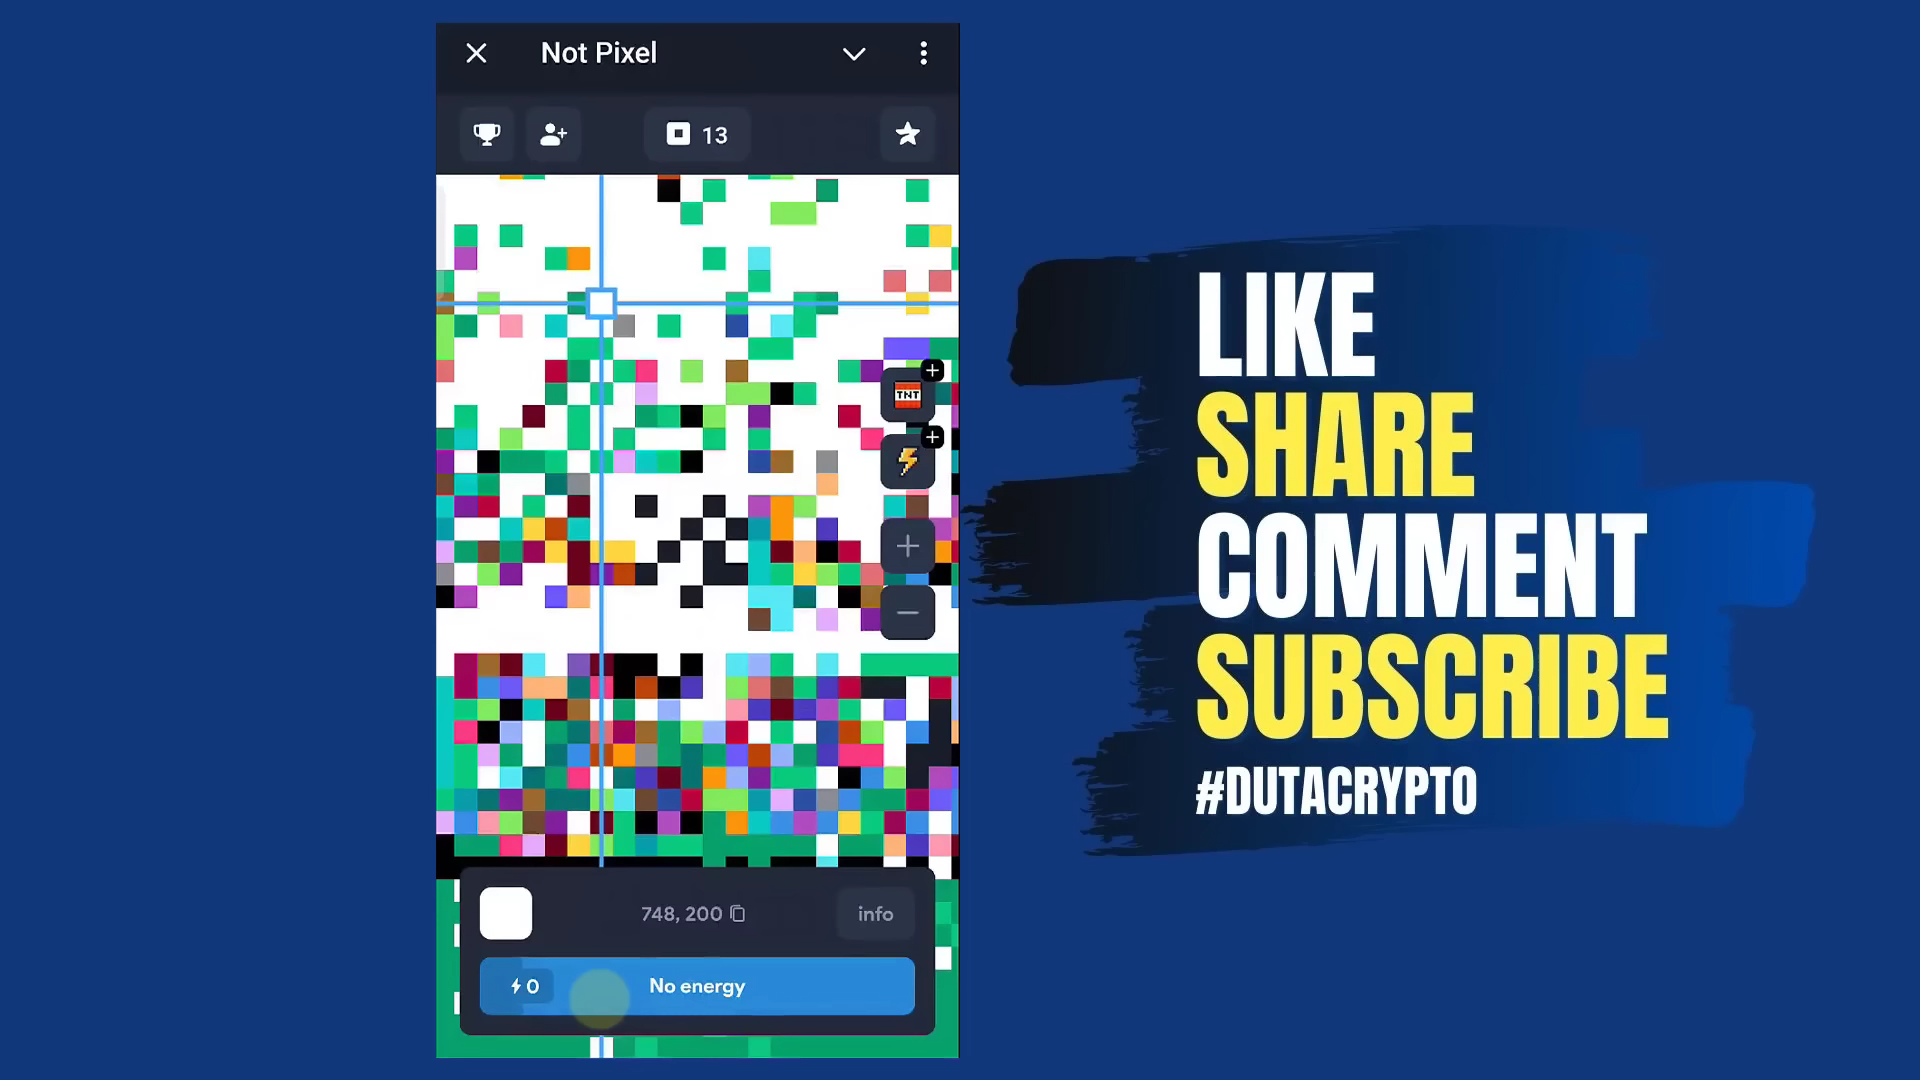 Not Pixel
13
TNT
748, 200
info
0
No energy
LIKE
SHARE
COMMENT
SUBSCRIBE
#DUTACRYPTO